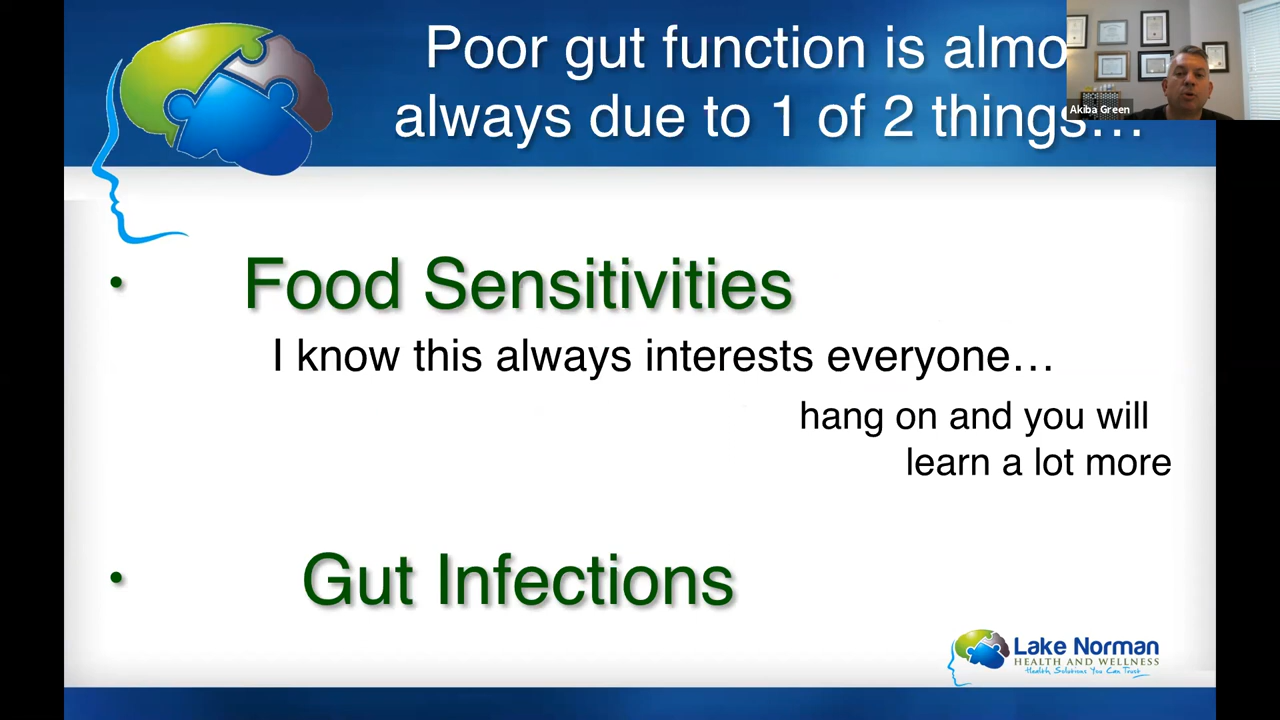 Poor gut function is almo
always due to 1 of 2 things…
Akiba Green
• Food Sensitivities
I know this always interests everyone…
hang on and you will
learn a lot more
• Gut Infections
Lake Norman
HEALTH AND WELLNESS
Health Solutions You Can Trust